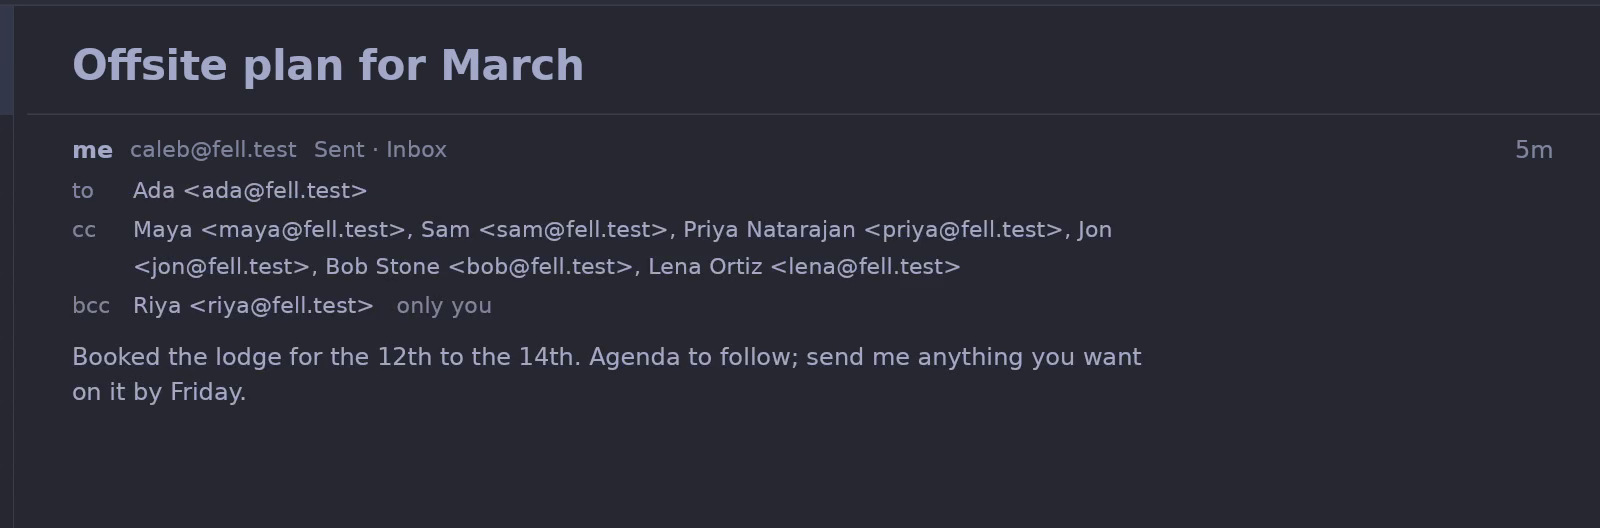 Offsite plan for March
me caleb@fell.test Sent · Inbox 5m
to Ada <ada@fell.test>
cc Maya <maya@fell.test>, Sam <sam@fell.test>, Priya Natarajan <priya@fell.test>, Jon
<jon@fell.test>, Bob Stone <bob@fell.test>, Lena Ortiz <lena@fell.test>
bcc Riya <riya@fell.test> only you
Booked the lodge for the 12th to the 14th. Agenda to follow; send me anything you want
on it by Friday.